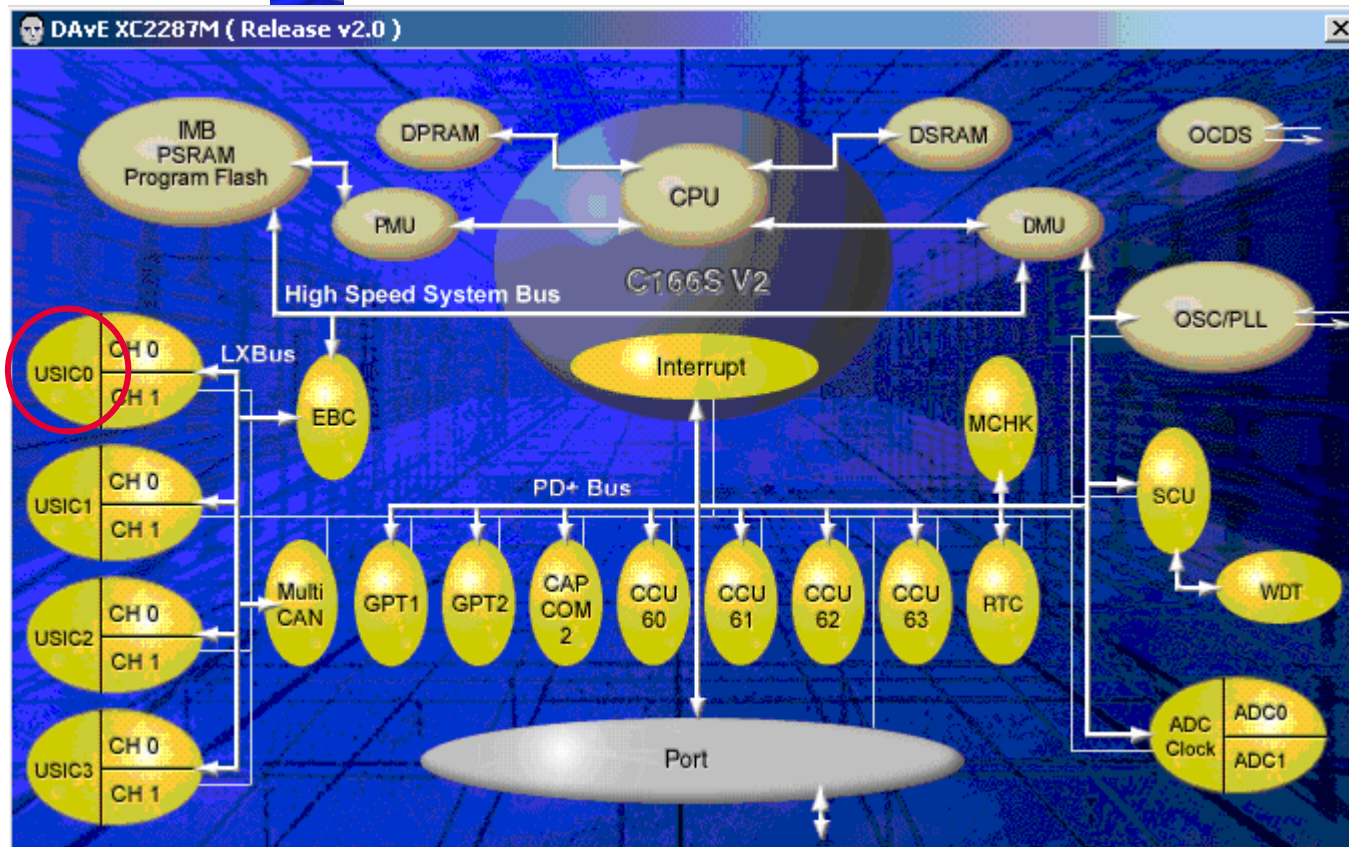 DAvE XC2287M ( Release v2.0 )
IMB
PSRAM
Program Flash
DPRAM
DSRAM
OCDS
CPU
PMU
DMU
C166S V2
High Speed System Bus
OSC/PLL
LXBus
Interrupt
USIC0
CH 0
CH 1
EBC
MCHK
USIC1
CH 0
CH 1
PD+ Bus
SCU
USIC2
CH 0
CH 1
Multi
CAN
GPT1
GPT2
CAP
COM
2
CCU
60
CCU
61
CCU
62
CCU
63
RTC
WDT
USIC3
CH 0
CH 1
Port
ADC
Clock
ADC0
ADC1